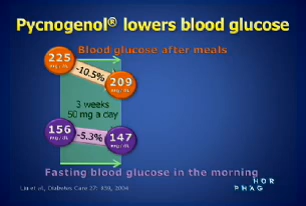 Pycnogenol® lowers blood glucose
Blood glucose after meals
225
mg / dL
-10.5%
209
mg / dL
3 weeks
50 mg a day
156
mg / dL
-5.3%
147
mg / dL
Fasting blood glucose in the morning
HOR
PHAG
Liu et al., Diabetes Care 27: 839, 2004